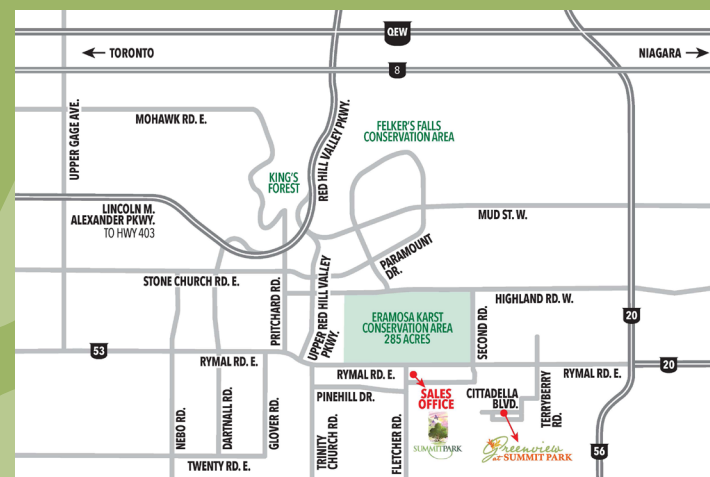 QEW
← TORONTO
NIAGARA →
8
UPPER GAGE AVE.
MOHAWK RD. E.
RED HILL VALLEY PKWY.
FELKER'S FALLS
CONSERVATION AREA
KING'S
FOREST
LINCOLN M.
ALEXANDER PKWY.
TO HWY 403
MUD ST. W.
PARAMOUNT
DR.
STONE CHURCH RD. E.
PRITCHARD RD.
UPPER RED HILL VALLEY
PKWY.
HIGHLAND RD. W.
ERAMOSA KARST
CONSERVATION AREA
285 ACRES
SECOND RD.
20
53
RYMAL RD. E.
RYMAL RD. E.
RYMAL RD. E.
20
NEBO RD.
DARTNALL RD.
GLOVER RD.
PINEHILL DR.
TRINITY
CHURCH RD.
FLETCHER RD.
SALES
OFFICE
SUMMITPARK
CITTADELLA
BLVD.
TERRYBERRY
RD.
Greenview
at SUMMIT PARK
56
TWENTY RD. E.